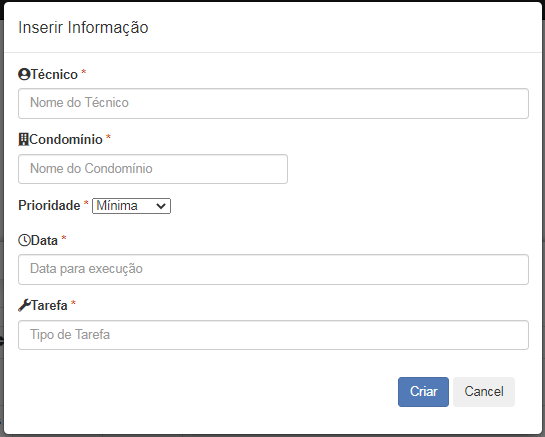 Inserir Informação
Técnico *
Nome do Técnico
Condomínio *
Nome do Condomínio
Prioridade * Mínima
Data *
Data para execução
Tarefa *
Tipo de Tarefa
Criar Cancel